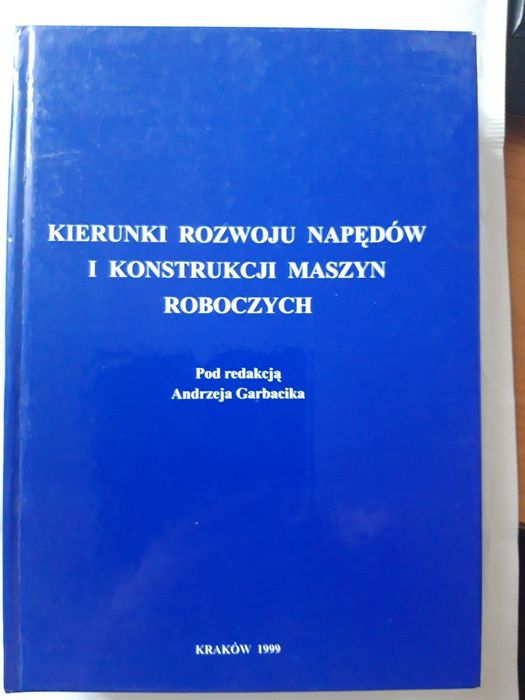 KIERUNKI ROZWOJU NAPĘDÓW
I KONSTRUKCJI MASZYN
ROBOCZYCH
Pod redakcją
Andrzeja Garbacika
KRAKÓW 1999